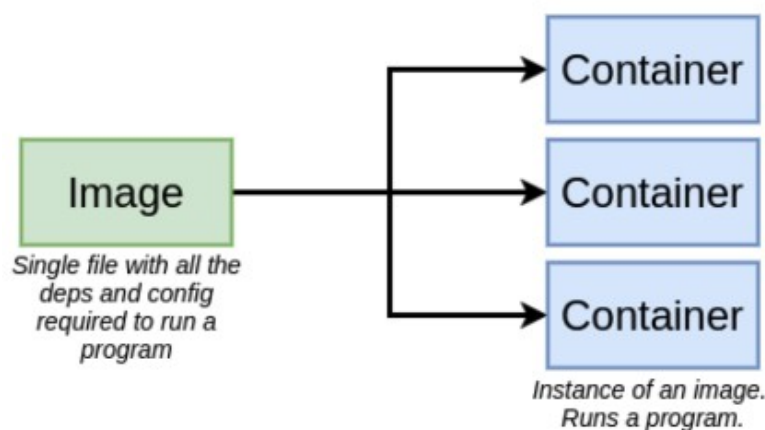 Container
Image
Container
Single file with all the
deps and config
required to run a
program
Container
Instance of an image.
Runs a program.